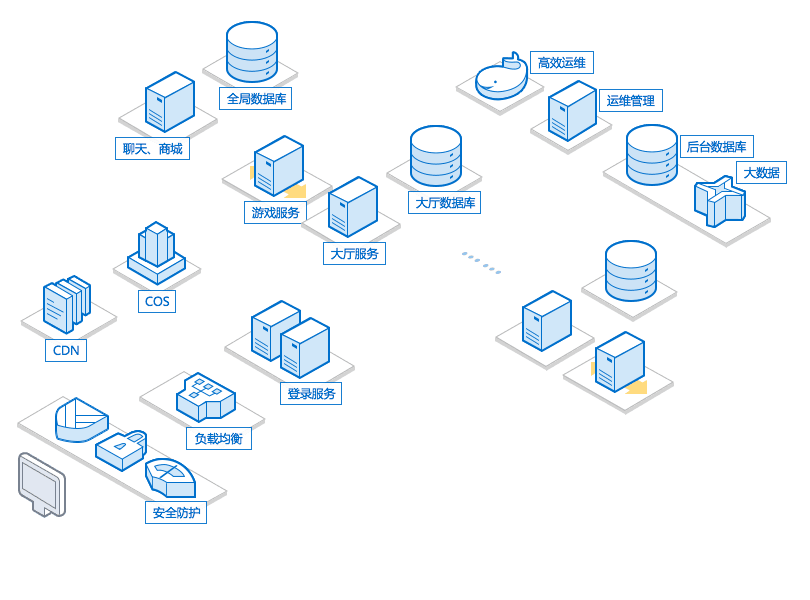 高效运维
全局数据库
运维管理
聊天、商城
后台数据库
大数据
游戏服务
大厅数据库
大厅服务
COS
CDN
登录服务
负载均衡
安全防护